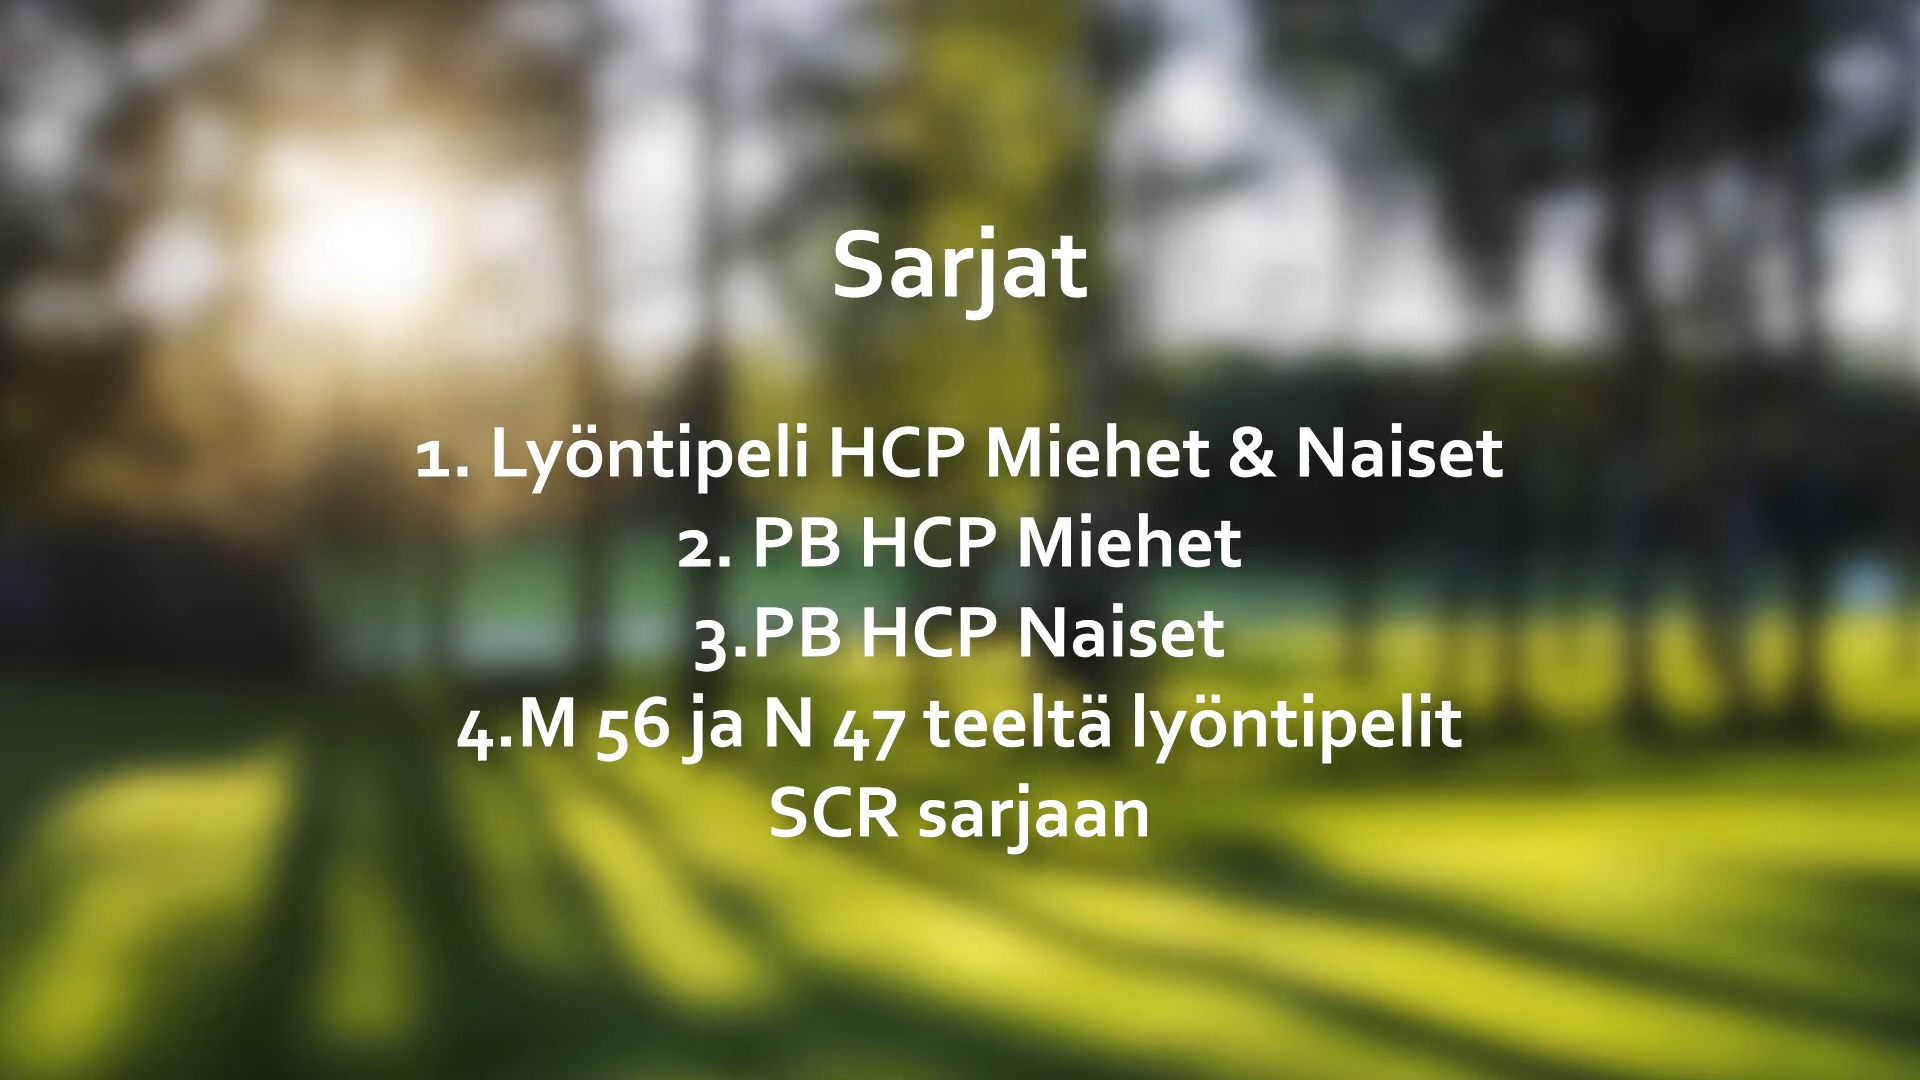 Sarjat
1. Lyöntipeli HCP Miehet & Naiset
2. PB HCP Miehet
3.PB HCP Naiset
4.M 56 ja N 47 teeltä lyöntipelit
SCR sarjaan